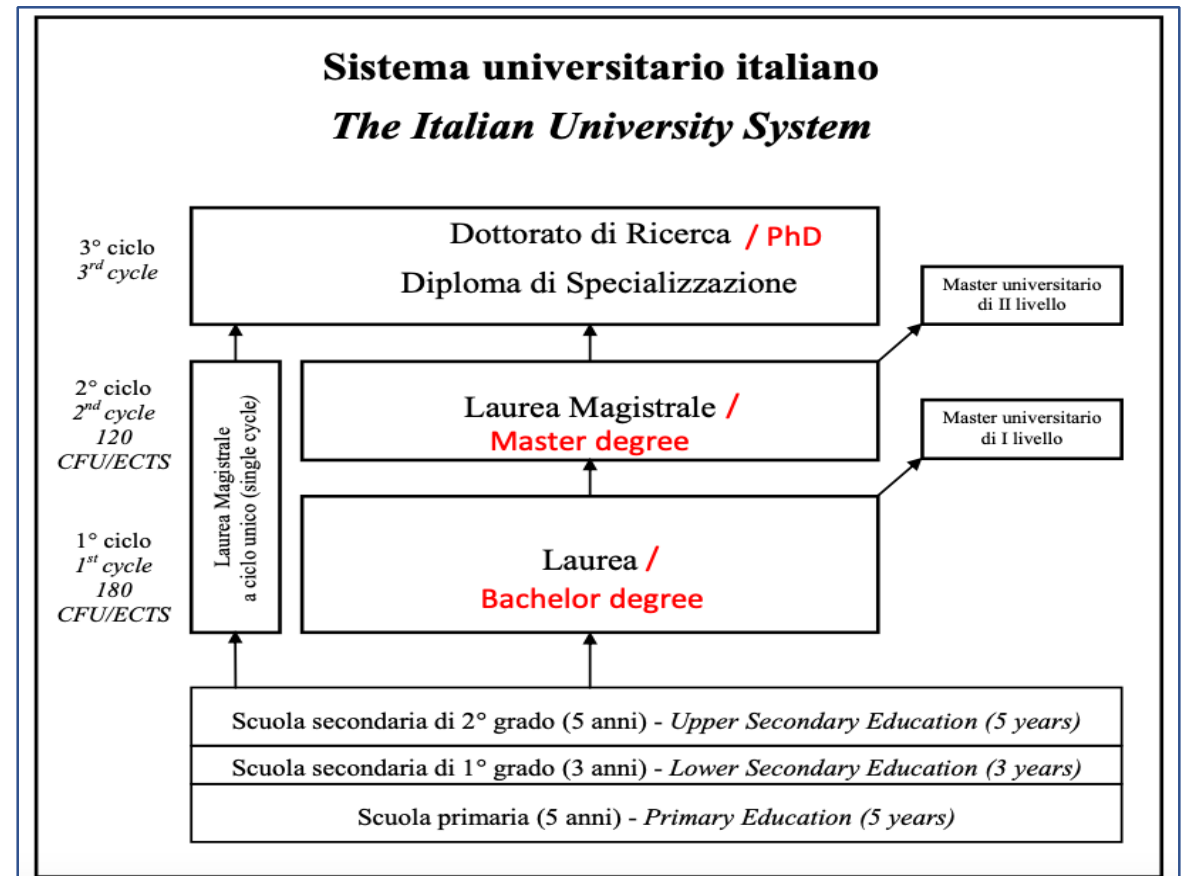 Sistema universitario italiano
The Italian University System
3° ciclo
3rd cycle
Dottorato di Ricerca / PhD
Diploma di Specializzazione
Master universitario
di II livello
2° ciclo
2nd cycle
120
CFU/ECTS
Laurea Magistrale
a ciclo unico (single cycle)
Laurea Magistrale /
Master degree
Master universitario
di I livello
1° ciclo
1st cycle
180
CFU/ECTS
Laurea /
Bachelor degree
Scuola secondaria di 2° grado (5 anni) - Upper Secondary Education (5 years)
Scuola secondaria di 1° grado (3 anni) - Lower Secondary Education (3 years)
Scuola primaria (5 anni) - Primary Education (5 years)